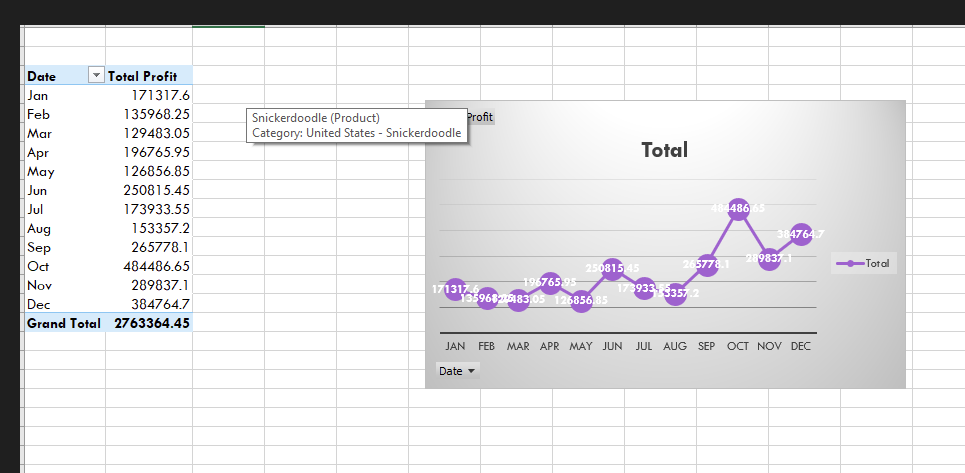 Date Total Profit
Jan 171317.6
Feb 135968.25
Mar 129483.05
Apr 196765.95
May 126856.85
Jun 250815.45
Jul 173933.55
Aug 153357.2
Sep 265778.1
Oct 484486.65
Nov 289837.1
Dec 384764.7
Grand Total 2763364.45
Snickerdoodle (Product)
Category: United States - Snickerdoodle
Profit
Total
484486.65
384764.7
289837.1
265778.1
250815.45
196765.95
171317.6
173933.55
153357.2
126856.85
Total
JAN FEB MAR APR MAY JUN JUL AUG SEP OCT NOV DEC
Date